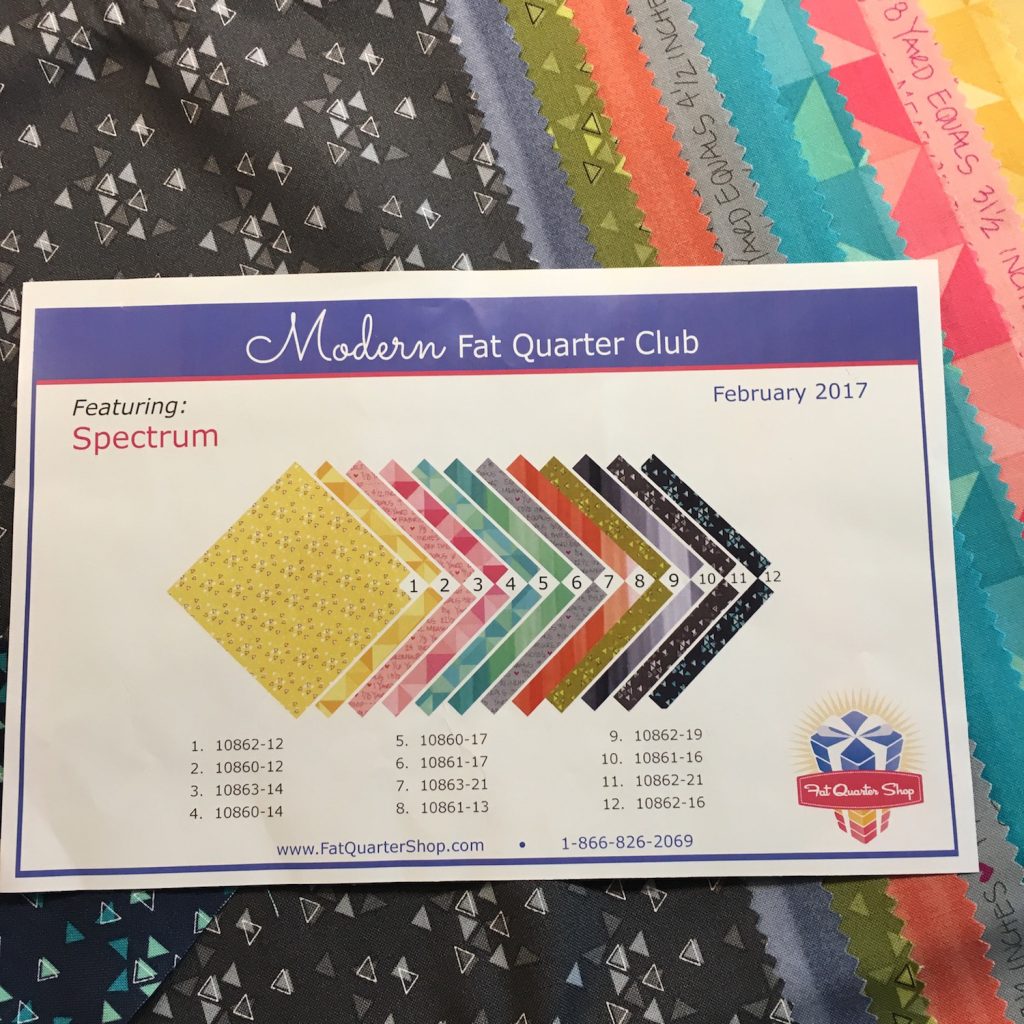 YARD EQUALS 4 1/2 INCHES
/8 YARD EQUALS 31 1/2 INCH
Modern Fat Quarter Club
February 2017
Featuring:
Spectrum
1 2 3 4 5 6 7 8 9 10 11 12
1. 10862-12
2. 10860-12
3. 10863-14
4. 10860-14
5. 10860-17
6. 10861-17
7. 10863-21
8. 10861-13
9. 10862-19
10. 10861-16
11. 10862-21
12. 10862-16
Fat Quarter Shop
www.FatQuarterShop.com • 1-866-826-2069
INCHES